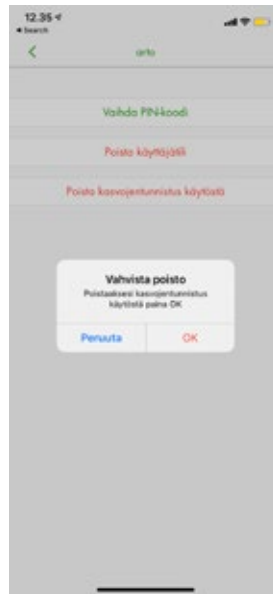 12.35
Search
arto
Vaihda PIN-koodi
Poista käyttäjätili
Poista kasvojentunnistus käytöstä
Vahvista poisto
Poistaaksesi kasvojentunnistus
käytöstä paina OK
Peruuta
OK